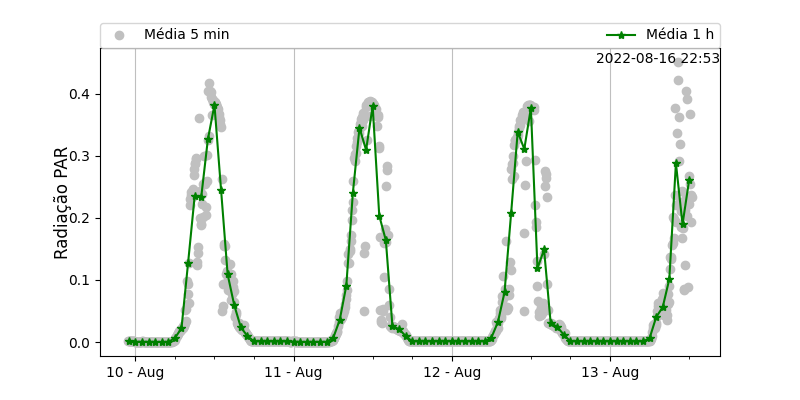 Média 5 min
Média 1 h
2022-08-16 22:53
Radiação PAR
0.4
0.3
0.2
0.1
0.0
10 - Aug
11 - Aug
12 - Aug
13 - Aug